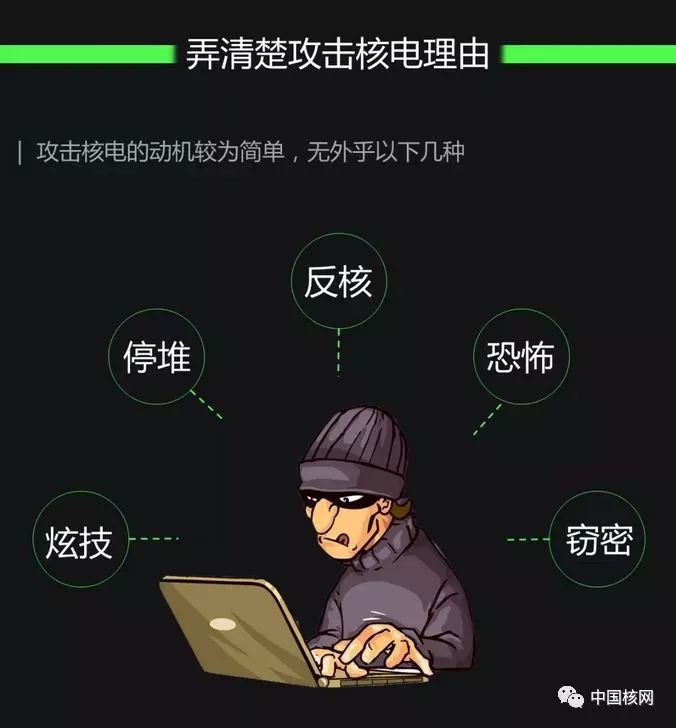 弄清楚攻击核电理由
| 攻击核电的动机较为简单，无外乎以下几种
反核
停堆
恐怖
炫技
窃密
中国核网